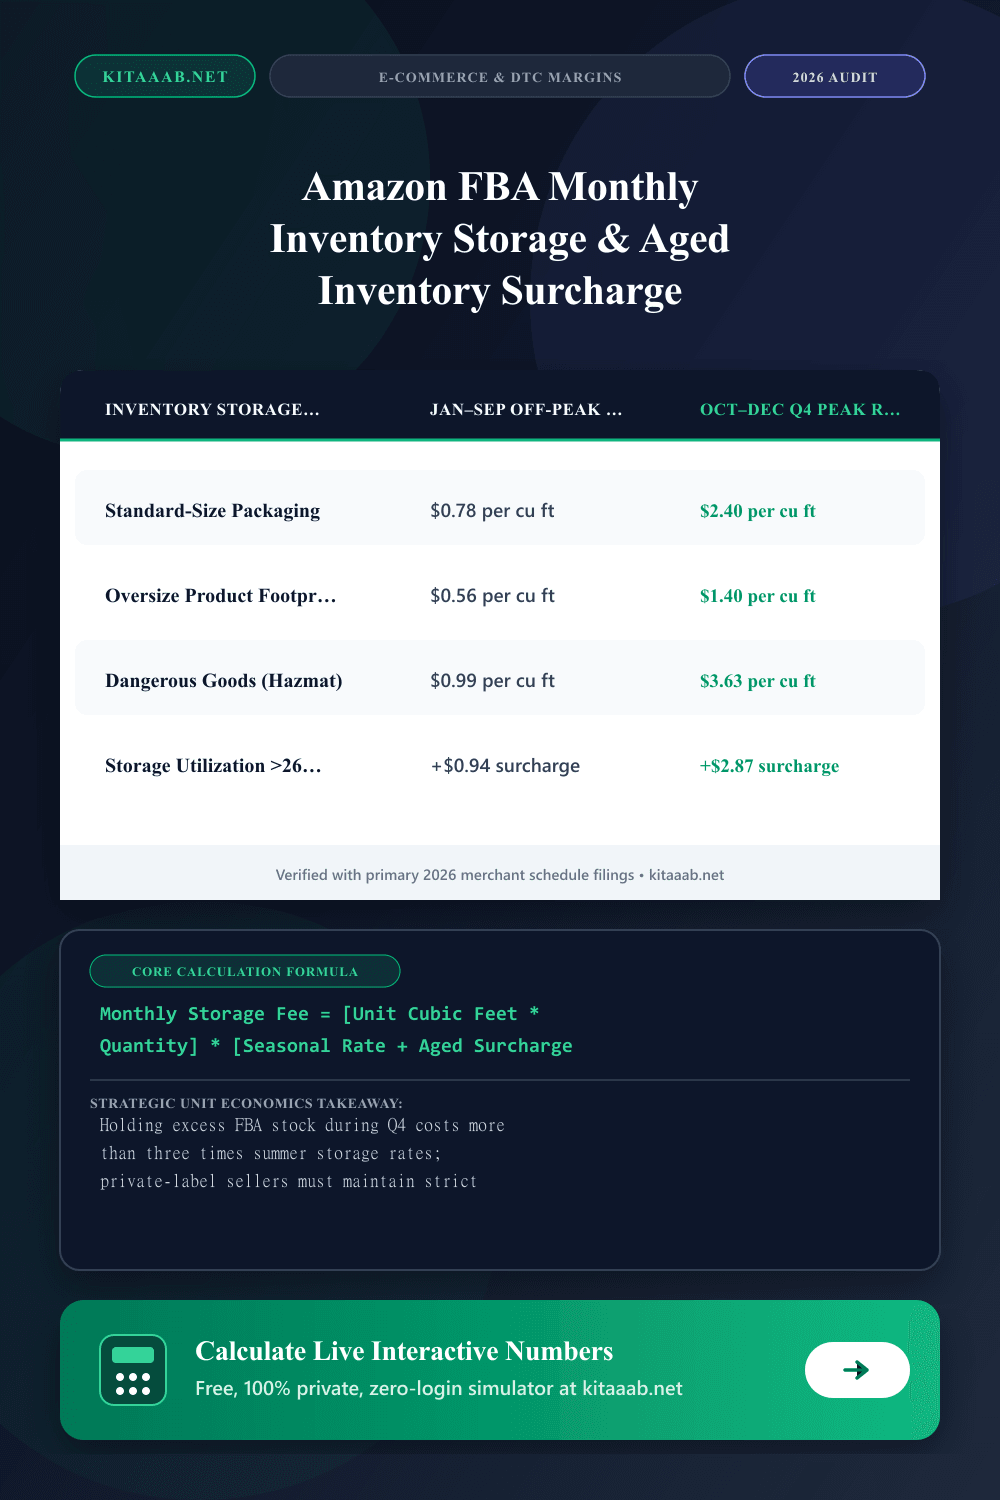 KITAAAB.NET
E-COMMERCE & DTC MARGINS
2026 AUDIT
Amazon FBA Monthly
Inventory Storage & Aged
Inventory Surcharge
INVENTORY STORAGE... JAN–SEP OFF-PEAK ... OCT–DEC Q4 PEAK R...
Standard-Size Packaging $0.78 per cu ft $2.40 per cu ft
Oversize Product Footpr... $0.56 per cu ft $1.40 per cu ft
Dangerous Goods (Hazmat) $0.99 per cu ft $3.63 per cu ft
Storage Utilization >26... +$0.94 surcharge +$2.87 surcharge
Verified with primary 2026 merchant schedule filings • kitaaab.net
CORE CALCULATION FORMULA
Monthly Storage Fee = [Unit Cubic Feet *
Quantity] * [Seasonal Rate + Aged Surcharge
STRATEGIC UNIT ECONOMICS TAKEAWAY:
Holding excess FBA stock during Q4 costs more
than three times summer storage rates;
private-label sellers must maintain strict
Calculate Live Interactive Numbers
Free, 100% private, zero-login simulator at kitaaab.net